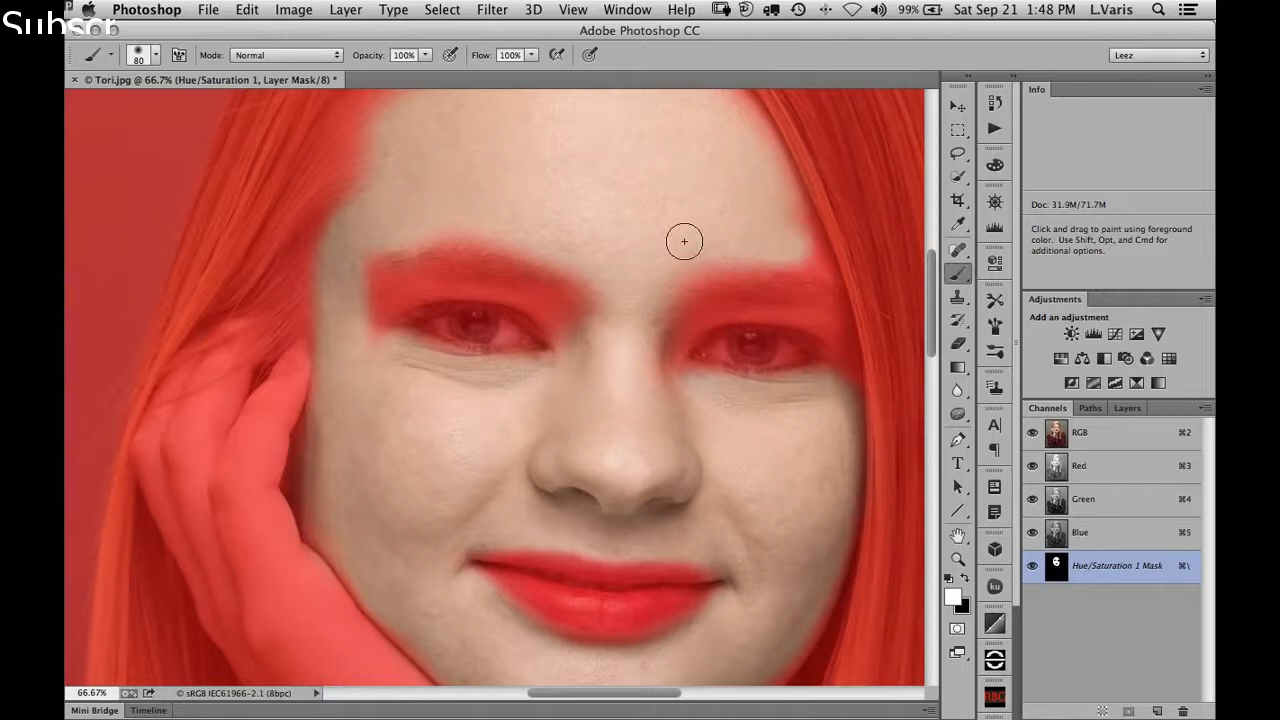 Subscr
Photoshop File Edit Image Layer Type Select Filter 3D View Window Help 99% Sat Sep 21 1:48 PM L.Varis
Adobe Photoshop CC
80 Mode: Normal Opacity: 100% Flow: 100% Leez
× © Tori.jpg @ 66.7% (Hue/Saturation 1, Layer Mask/8) *
Info
Doc: 31.9M/71.7M
Click and drag to paint using foreground
color. Use Shift, Opt, and Cmd for
additional options.
Adjustments
Add an adjustment
Channels Paths Layers
RGB ⌘2
Red ⌘3
Green ⌘4
Blue ⌘5
Hue/Saturation 1 Mask ⌘\
ku
RBG
66.67% © sRGB IEC61966-2.1 (8bpc)
Mini Bridge Timeline